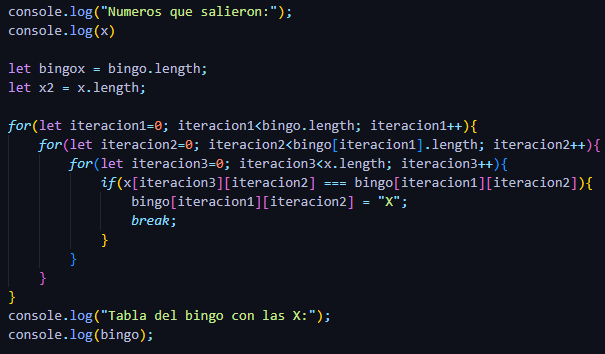 console.log("Numeros que salieron:");
console.log(x)
let bingox = bingo.length;
let x2 = x.length;
for(let iteracion1=0; iteracion1<bingo.length; iteracion1++){
for(let iteracion2=0; iteracion2<bingo[iteracion1].length; iteracion2++){
for(let iteracion3=0; iteracion3<x.length; iteracion3++){
if(x[iteracion3][iteracion2] === bingo[iteracion1][iteracion2]){
bingo[iteracion1][iteracion2] = "X";
break;
}
}
}
}
console.log("Tabla del bingo con las X:");
console.log(bingo);